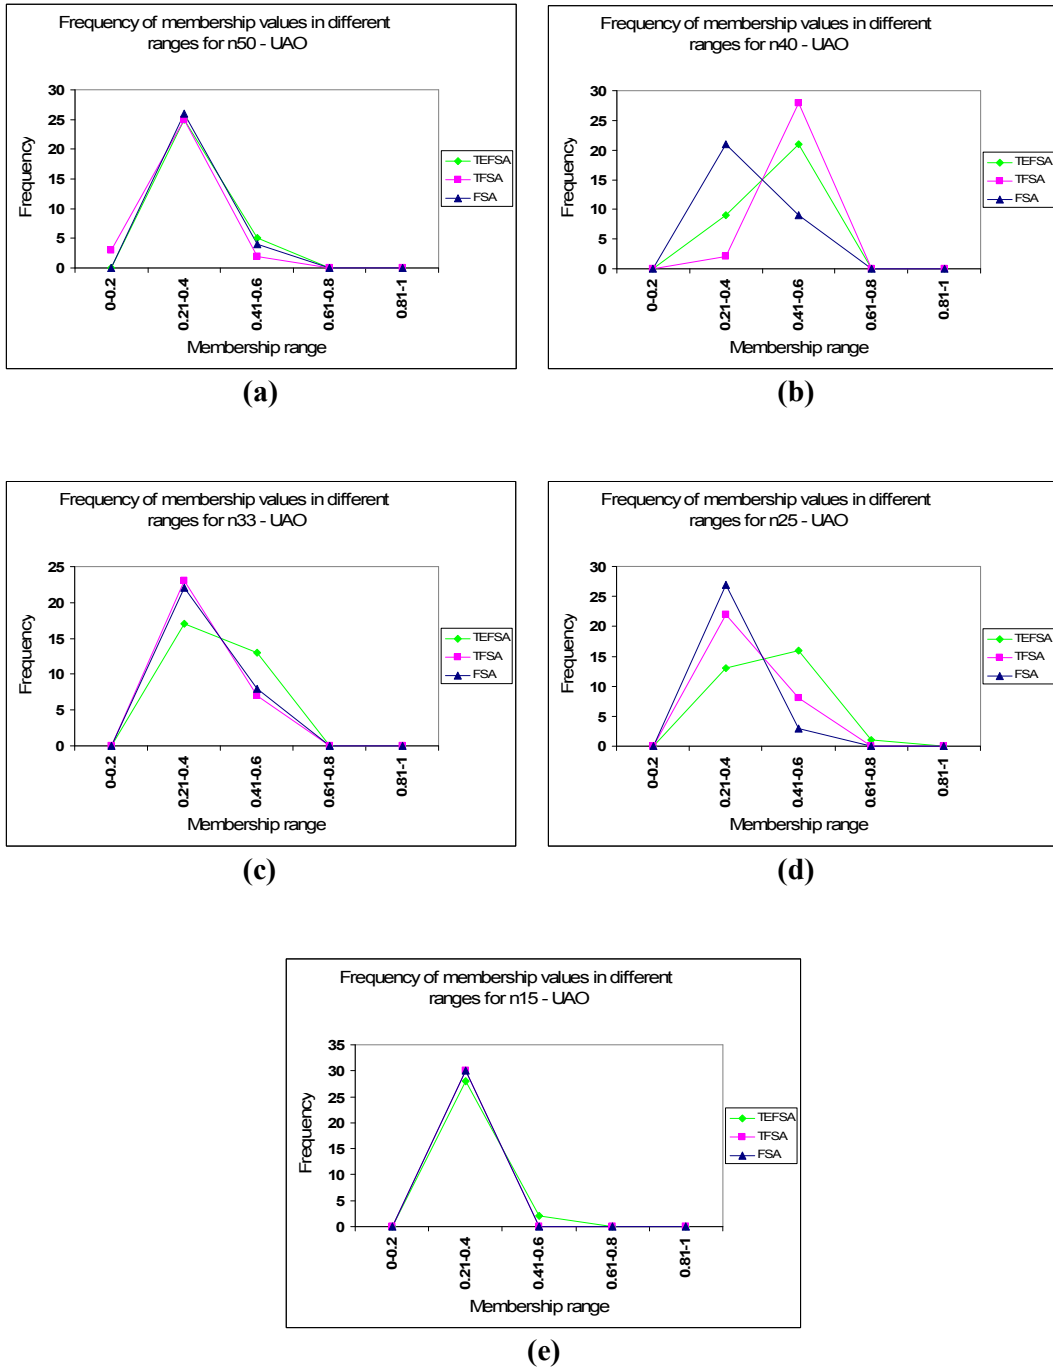 Frequency of membership values in different
ranges for n50 - UAO
30
25
20
15
10
5
0
Frequency
0-0.2
0.21-0.4
0.41-0.6
0.61-0.8
0.81-1
Membership range
TEFSA
TFSA
FSA
(a)
Frequency of membership values in different
ranges for n40 - UAO
30
25
20
15
10
5
0
Frequency
0-0.2
0.21-0.4
0.41-0.6
0.61-0.8
0.81-1
Membership range
TEFSA
TFSA
FSA
(b)
Frequency of membership values in different
ranges for n33 - UAO
25
20
15
10
5
0
Frequency
0-0.2
0.21-0.4
0.41-0.6
0.61-0.8
0.81-1
Membership range
TEFSA
TFSA
FSA
(c)
Frequency of membership values in different
ranges for n25 - UAO
30
25
20
15
10
5
0
Frequency
0-0.2
0.21-0.4
0.41-0.6
0.61-0.8
0.81-1
Membership range
TEFSA
TFSA
FSA
(d)
Frequency of membership values in different
ranges for n15 - UAO
35
30
25
20
15
10
5
0
Frequency
0-0.2
0.21-0.4
0.41-0.6
0.61-0.8
0.81-1
Membership range
TEFSA
TFSA
FSA
(e)